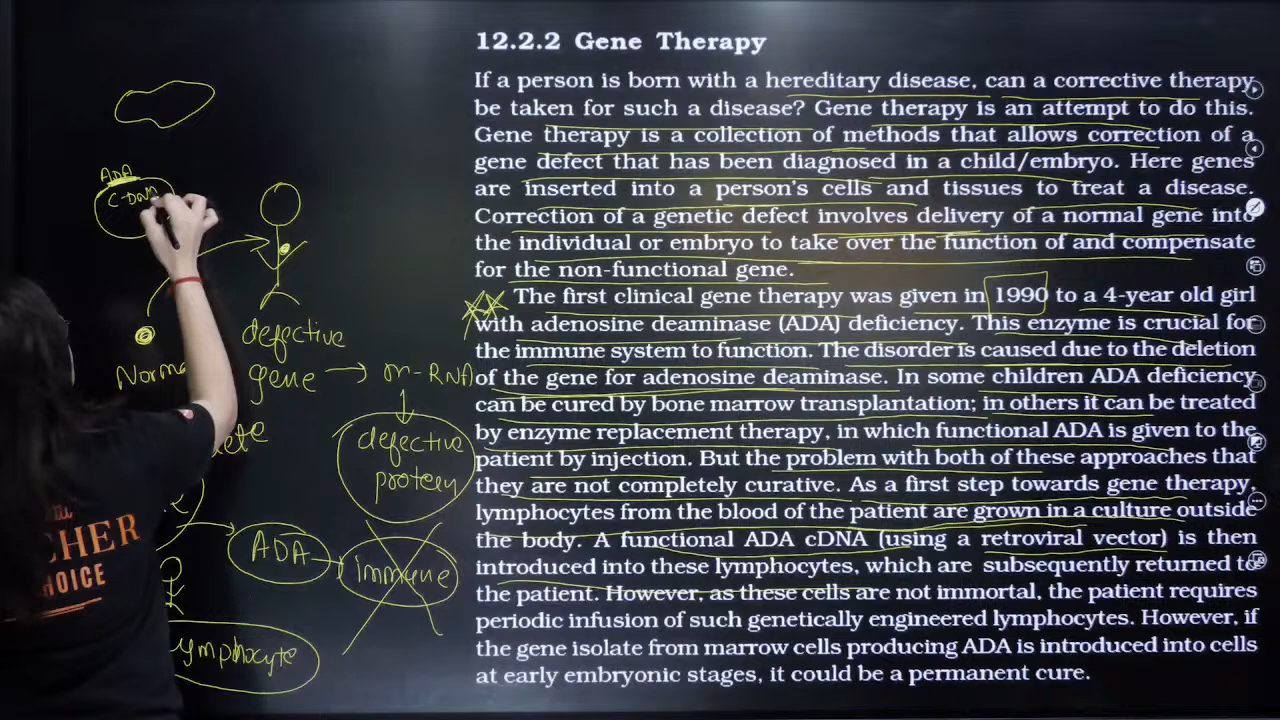 12.2.2 Gene Therapy
If a person is born with a hereditary disease, can a corrective therapy
be taken for such a disease? Gene therapy is an attempt to do this.
Gene therapy is a collection of methods that allows correction of a
gene defect that has been diagnosed in a child/embryo. Here genes
are inserted into a person's cells and tissues to treat a disease.
Correction of a genetic defect involves delivery of a normal gene into
the individual or embryo to take over the function of and compensate
for the non-functional gene.
The first clinical gene therapy was given in 1990 to a 4-year old girl
with adenosine deaminase (ADA) deficiency. This enzyme is crucial for
the immune system to function. The disorder is caused due to the deletion
of the gene for adenosine deaminase. In some children ADA deficiency
can be cured by bone marrow transplantation; in others it can be treated
by enzyme replacement therapy, in which functional ADA is given to the
patient by injection. But the problem with both of these approaches that
they are not completely curative. As a first step towards gene therapy,
lymphocytes from the blood of the patient are grown in a culture outside
the body. A functional ADA cDNA (using a retroviral vector) is then
introduced into these lymphocytes, which are subsequently returned to
the patient. However, as these cells are not immortal, the patient requires
periodic infusion of such genetically engineered lymphocytes. However, if
the gene isolate from marrow cells producing ADA is introduced into cells
at early embryonic stages, it could be a permanent cure.
ADA
C-DNA
defective
gene → m-RNA
defective
protein
ADA
immune
ymphocyte
CHER
HOICE